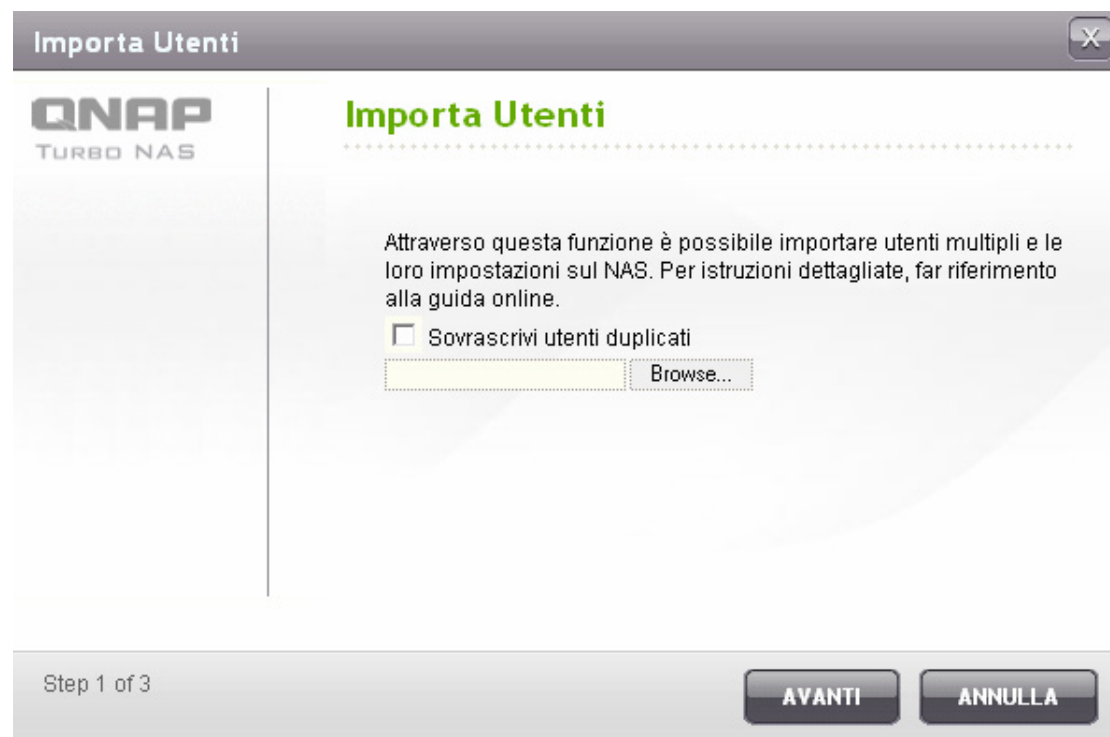 Importa Utenti
X
QNAP
TURBO NAS
Importa Utenti
Attraverso questa funzione è possibile importare utenti multipli e le
loro impostazioni sul NAS. Per istruzioni dettagliate, far riferimento
alla guida online.
Sovrascrivi utenti duplicati
Browse...
Step 1 of 3
AVANTI
ANNULLA